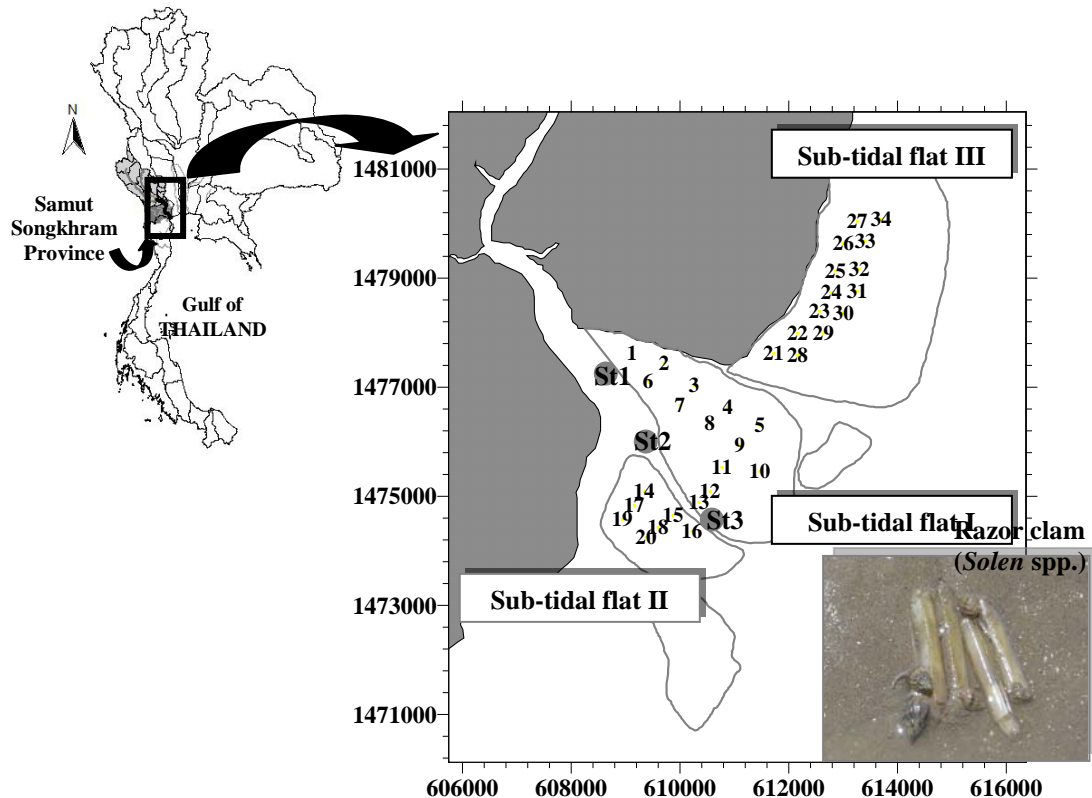 N
Samut
Songkhram
Province
Gulf of
THAILAND
Sub-tidal flat III
1481000
1479000
1477000
1475000
1473000
1471000
27 34
26 33
25 32
24 31
23 30
22 29
21 28
1
2
St1
6
3
7
4
8
5
St2
9
11
10
14
12
17
13
15
St3
19
18
16
20
Sub-tidal flat I
Razor clam
(Solen spp.)
Sub-tidal flat II
606000 608000 610000 612000 614000 616000